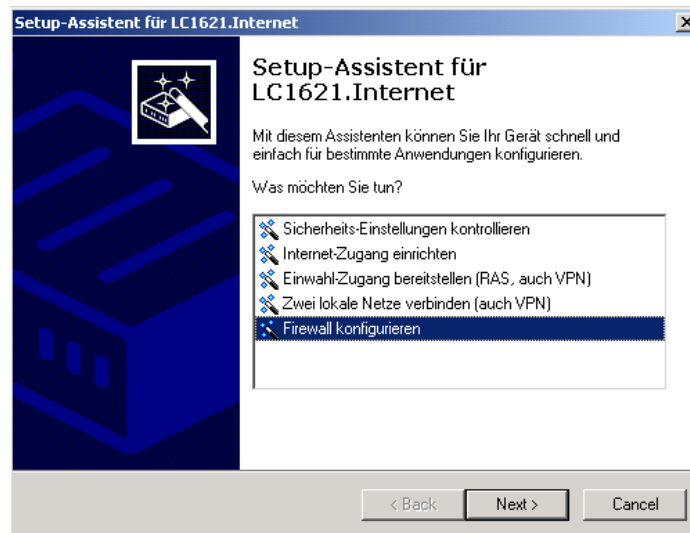 Setup-Assistent für LC1621.Internet
Setup-Assistent für
LC1621.Internet
Mit diesem Assistenten können Sie Ihr Gerät schnell und
einfach für bestimmte Anwendungen konfigurieren.
Was möchten Sie tun?
Sicherheits-Einstellungen kontrollieren
Internet-Zugang einrichten
Einwahl-Zugang bereitstellen (RAS, auch VPN)
Zwei lokale Netze verbinden (auch VPN)
Firewall konfigurieren
< Back
Next >
Cancel